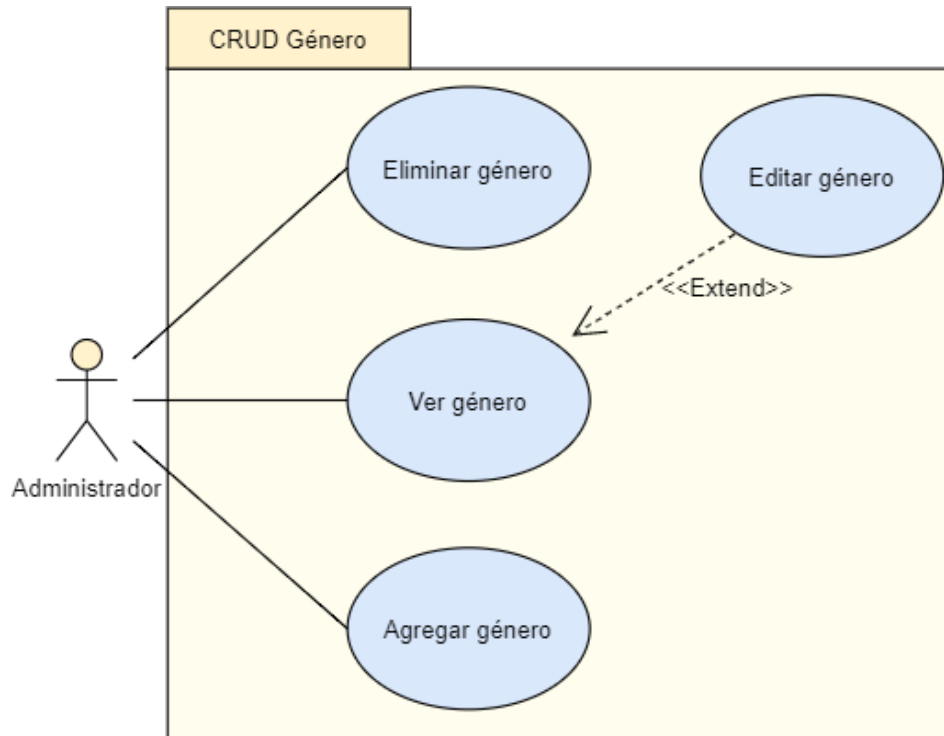 CRUD Género
Eliminar género
Editar género
<<Extend>>
Ver género
Administrador
Agregar género